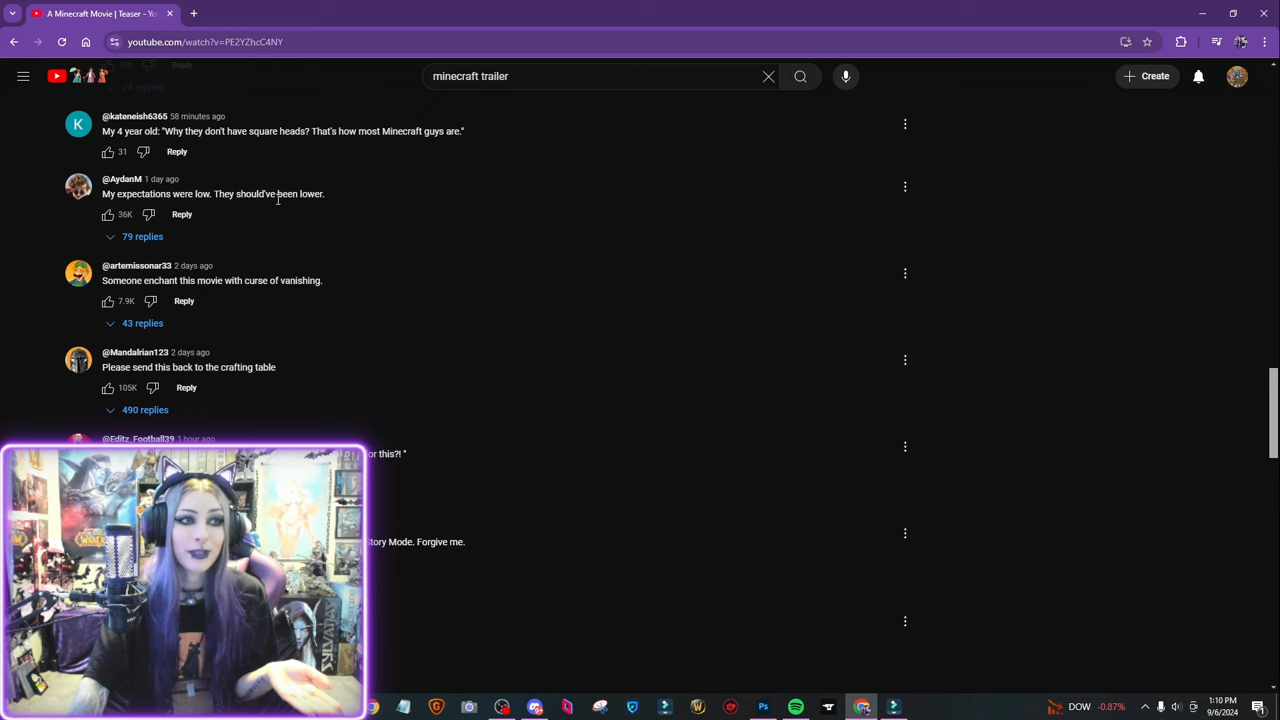 A Minecraft Movie | Teaser - Yo
youtube.com/watch?v=PE2YZhcC4NY
minecraft trailer
Create
Reply
74 replies
@kateneish6365 58 minutes ago
My 4 year old: "Why they don't have square heads? That's how most Minecraft guys are."
31 Reply
@AydanM 1 day ago
My expectations were low. They should've been lower.
36K Reply
79 replies
@artemissonar33 2 days ago
Someone enchant this movie with curse of vanishing.
7.9K Reply
43 replies
@Mandalrian123 2 days ago
Please send this back to the crafting table
105K Reply
490 replies
@Editz_Football39 1 hour ago
or this?! "
Story Mode. Forgive me.
DOW -0.87%
1:10 PM
9/6/2024